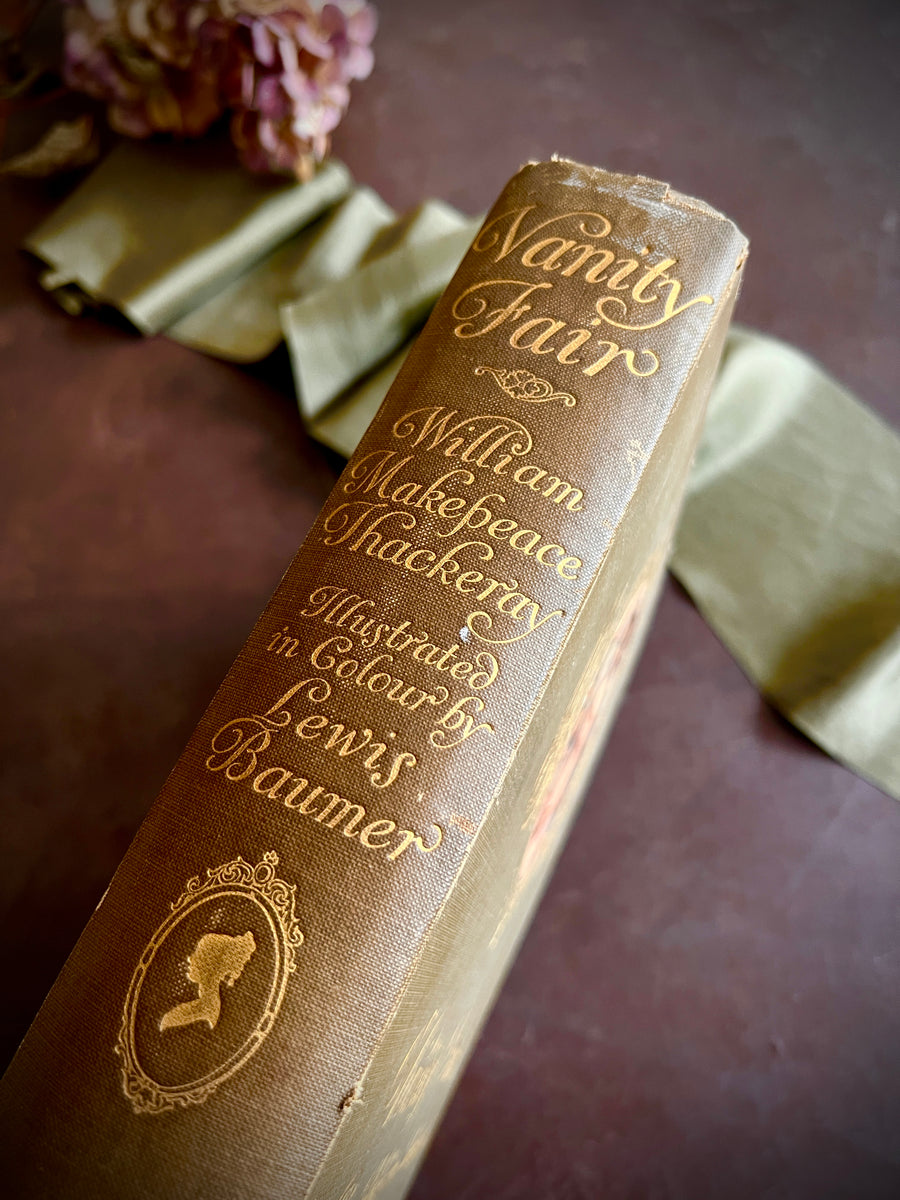 Vanity
Fair
William
Makepeace
Thackeray
Illustrated
in Colour by
Lewis
Baumer